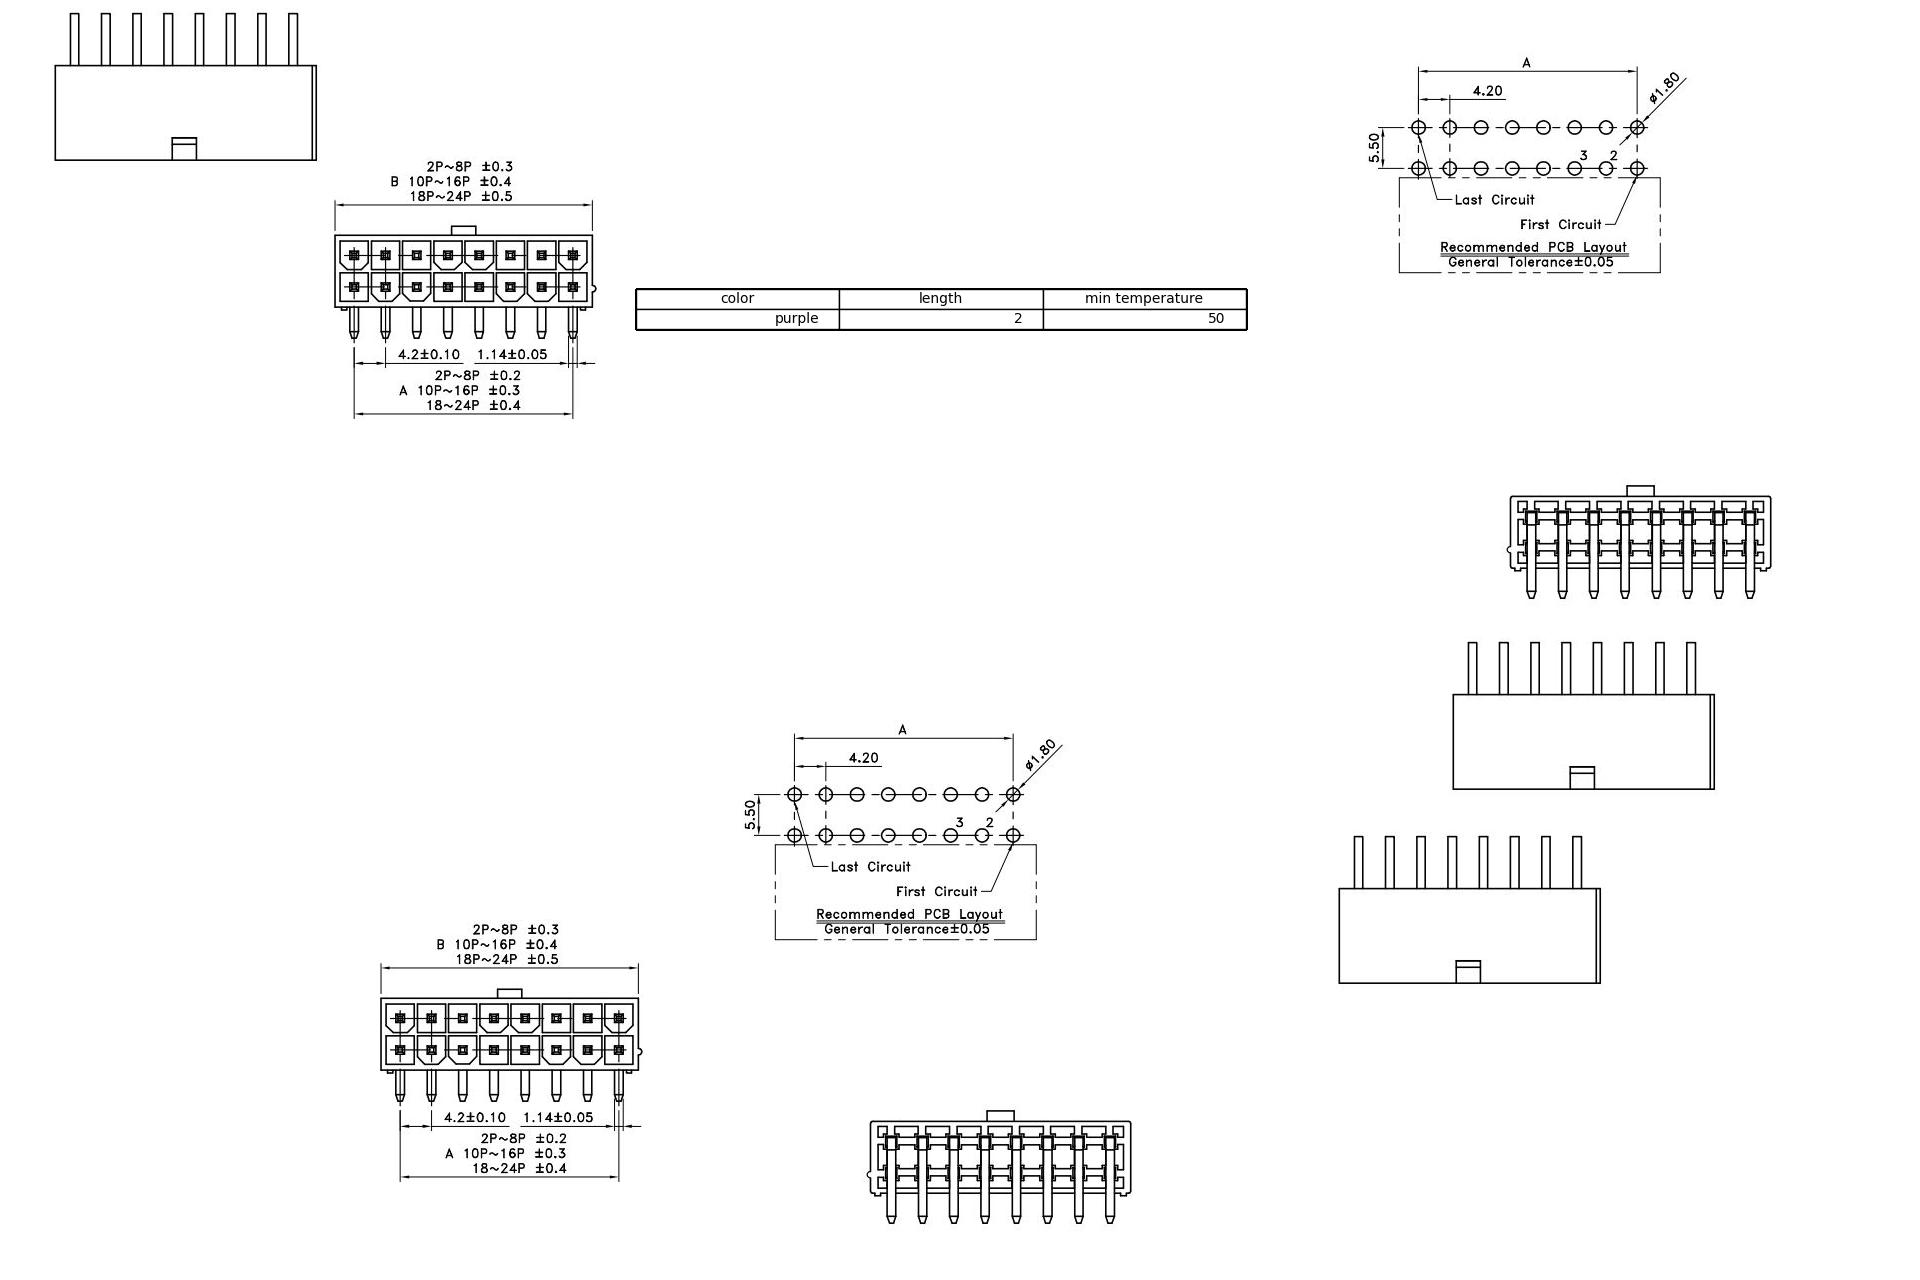 A
4.20
ø1.80
5.50
3 2
Last Circuit
First Circuit
Recommended PCB Layout
General Tolerance±0.05
2P~8P ±0.3
B 10P~16P ±0.4
18P~24P ±0.5
4.2±0.10 1.14±0.05
2P~8P ±0.2
A 10P~16P ±0.3
18~24P ±0.4
color length min temperature
purple 2 50
A
4.20
ø1.80
5.50
3 2
Last Circuit
First Circuit
Recommended PCB Layout
General Tolerance±0.05
2P~8P ±0.3
B 10P~16P ±0.4
18P~24P ±0.5
4.2±0.10 1.14±0.05
2P~8P ±0.2
A 10P~16P ±0.3
18~24P ±0.4